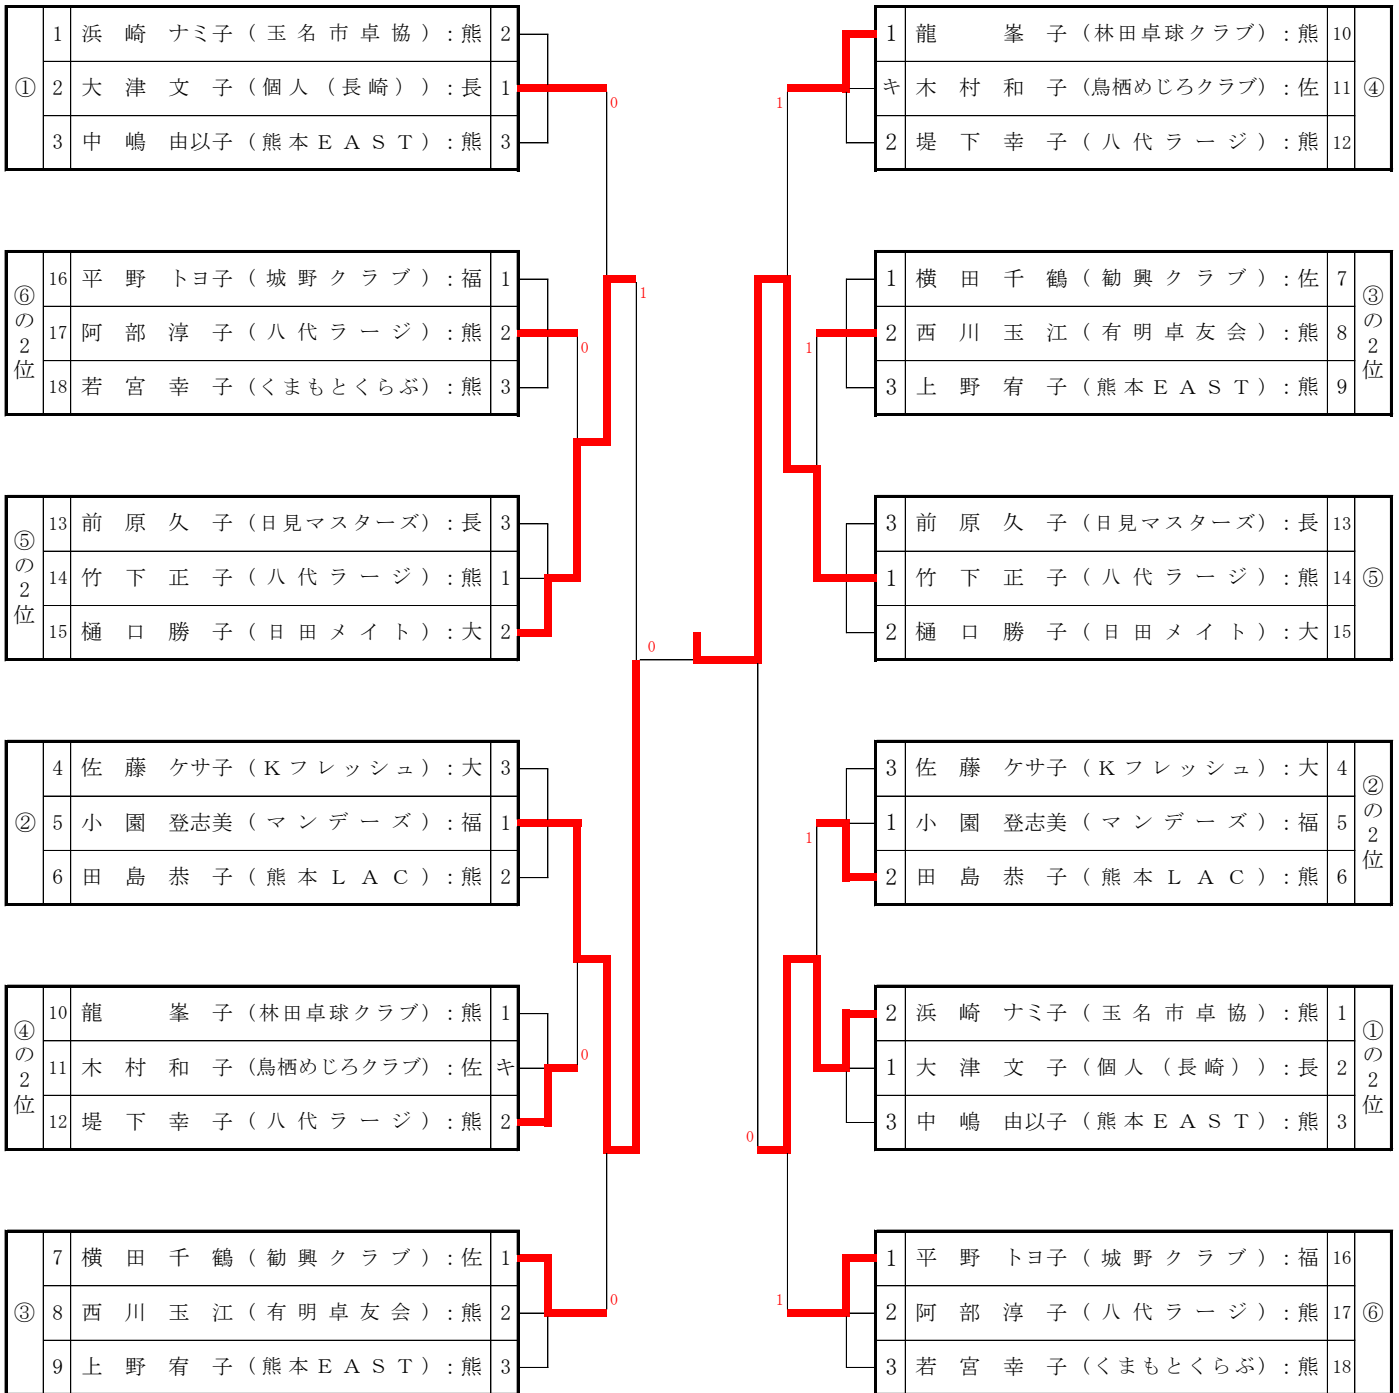 ① 1 浜崎ナミ子（玉名市卓協）：熊 2
2 大津文子（個人（長崎））：長 1
3 中嶋由以子（熊本ＥＡＳＴ）：熊 3
0
1 龍峯子（林田卓球クラブ）：熊 10 ④
キ 木村和子（鳥栖めじろクラブ）：佐 11
2 堤下幸子（八代ラージ）：熊 12
1
⑥の2位 16 平野トヨ子（城野クラブ）：福 1
17 阿部淳子（八代ラージ）：熊 2
18 若宮幸子（くまもとくらぶ）：熊 3
1
0
1 横田千鶴（勧興クラブ）：佐 7 ③の2位
2 西川玉江（有明卓友会）：熊 8
3 上野宥子（熊本ＥＡＳＴ）：熊 9
1
⑤の2位 13 前原久子（日見マスターズ）：長 3
14 竹下正子（八代ラージ）：熊 1
15 樋口勝子（日田メイト）：大 2
0
3 前原久子（日見マスターズ）：長 13 ⑤
1 竹下正子（八代ラージ）：熊 14
2 樋口勝子（日田メイト）：大 15
② 4 佐藤ケサ子（Ｋフレッシュ）：大 3
5 小園登志美（マンデーズ）：福 1
6 田島恭子（熊本ＬＡＣ）：熊 2
3 佐藤ケサ子（Ｋフレッシュ）：大 4 ②の2位
1 小園登志美（マンデーズ）：福 5
2 田島恭子（熊本ＬＡＣ）：熊 6
1
④の2位 10 龍峯子（林田卓球クラブ）：熊 1
11 木村和子（鳥栖めじろクラブ）：佐 キ
12 堤下幸子（八代ラージ）：熊 2
0
2 浜崎ナミ子（玉名市卓協）：熊 1 ①の2位
1 大津文子（個人（長崎））：長 2
3 中嶋由以子（熊本ＥＡＳＴ）：熊 3
0
③ 7 横田千鶴（勧興クラブ）：佐 1
8 西川玉江（有明卓友会）：熊 2
9 上野宥子（熊本ＥＡＳＴ）：熊 3
0
1 平野トヨ子（城野クラブ）：福 16 ⑥
2 阿部淳子（八代ラージ）：熊 17
3 若宮幸子（くまもとくらぶ）：熊 18
1